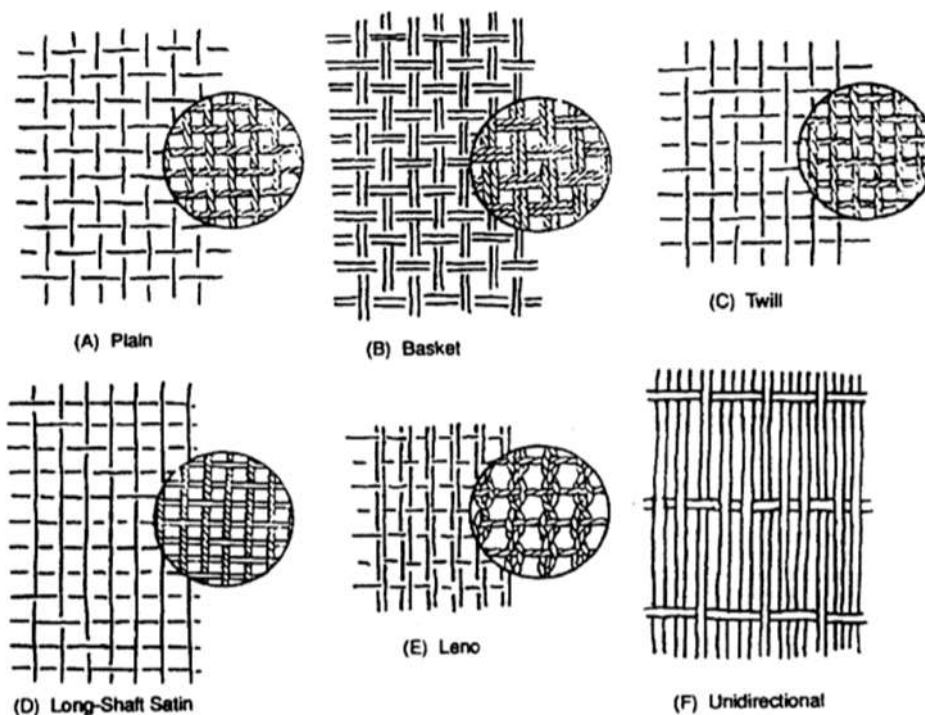 (A) Plain
(B) Basket
(C) Twill
(D) Long-Shaft Satin
(E) Leno
(F) Unidirectional